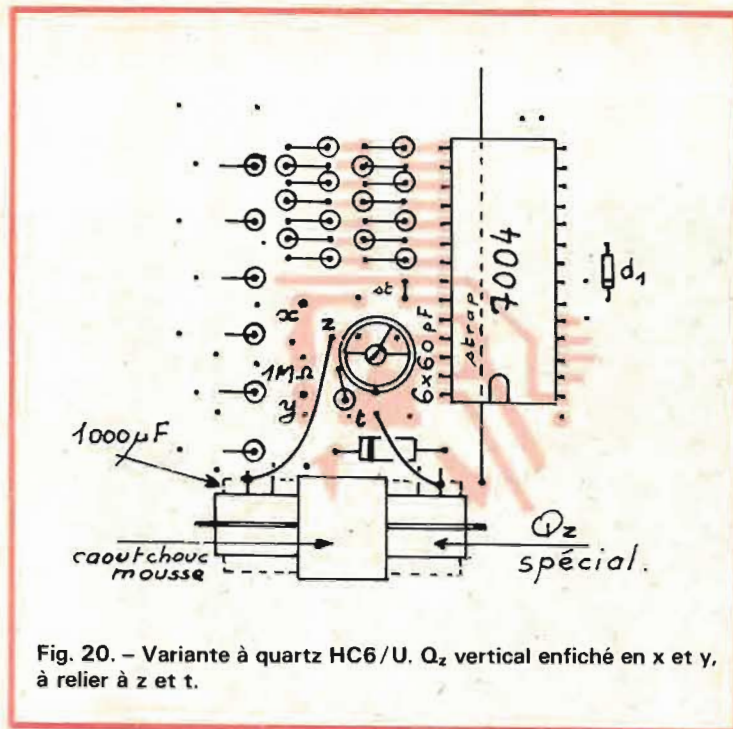 st
x
z
1MΩ
y
t
6x60pF
strap
7004
d1
1000µF
caoutchouc
mousse
Qz
spécial.
Fig. 20. – Variante à quartz HC6/U. Qz vertical enfiché en x et y,
à relier à z et t.